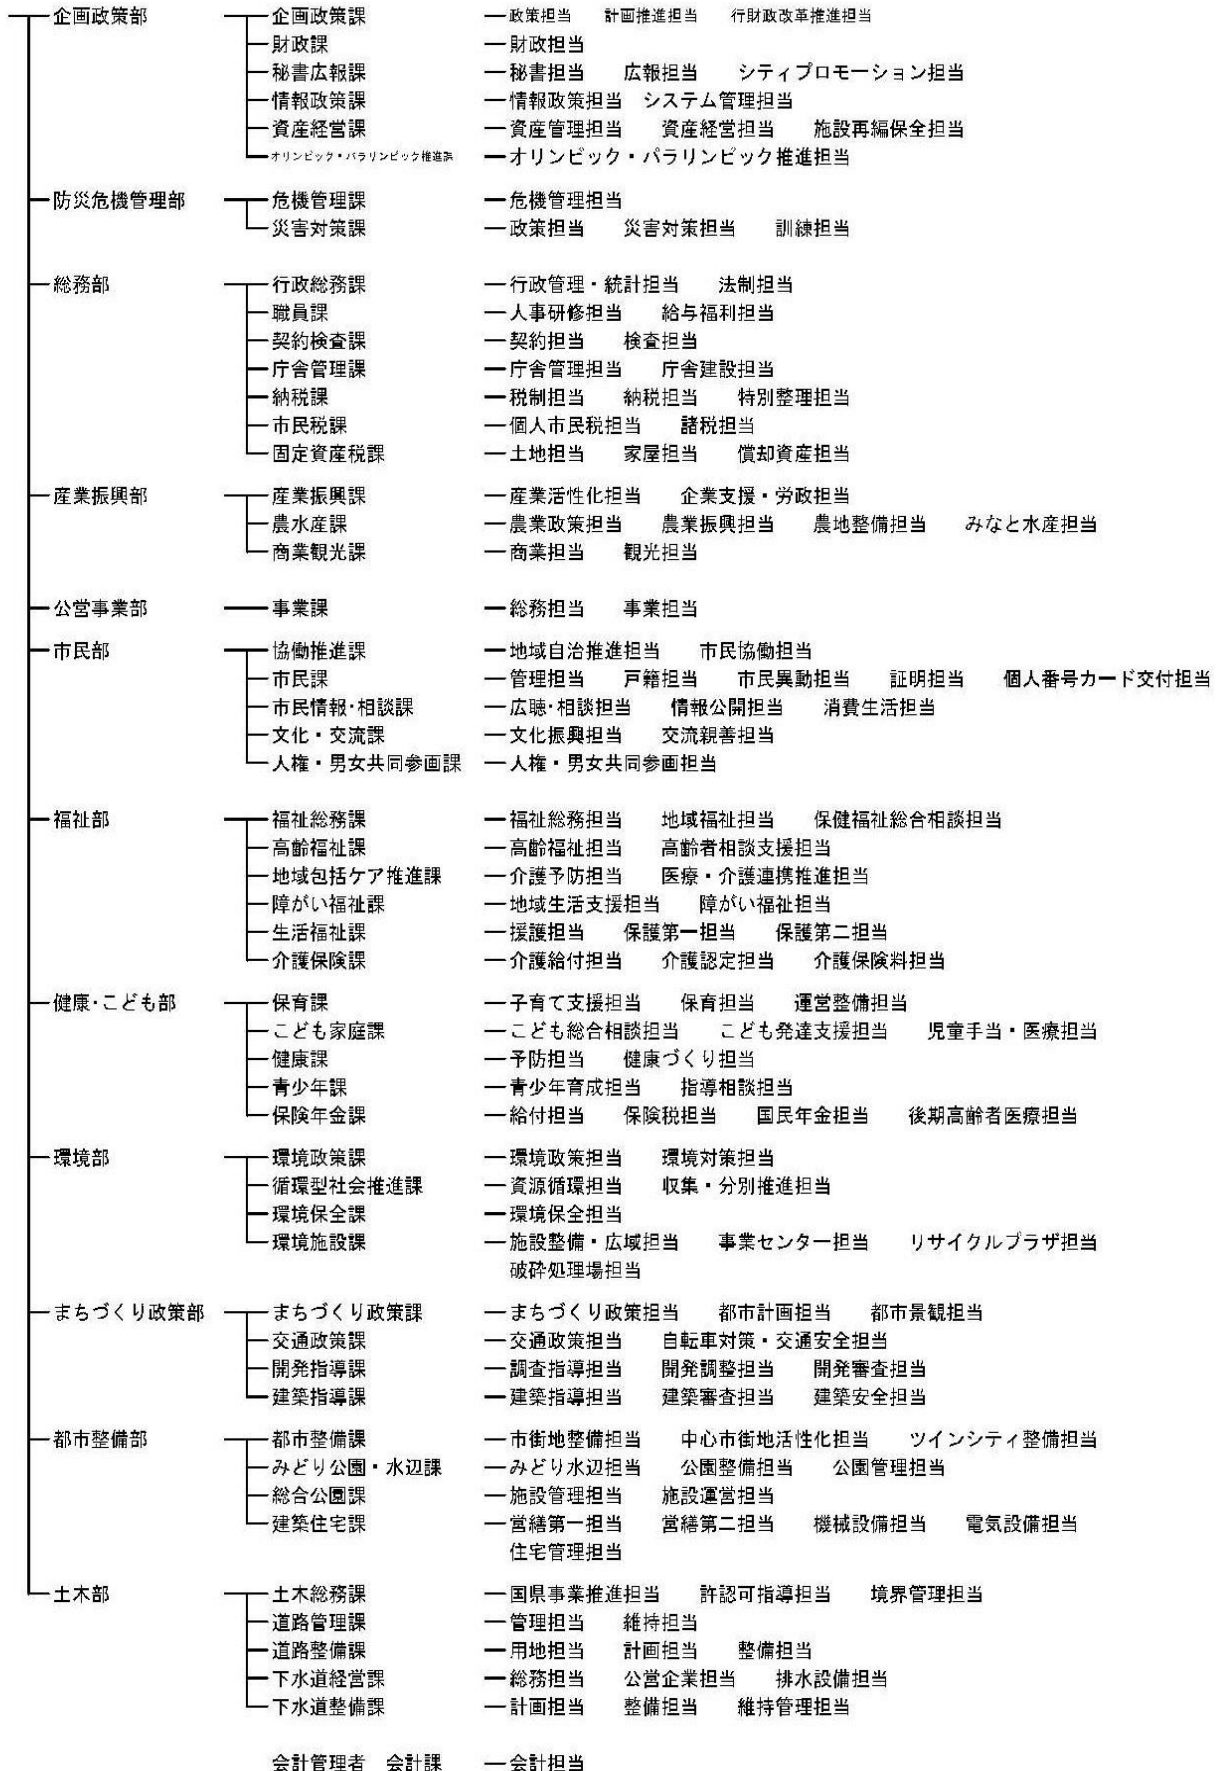 企画政策部 企画政策課 政策担当 計画推進担当 行財政改革推進担当
財政課 財政担当
秘書広報課 秘書担当 広報担当 シティプロモーション担当
情報政策課 情報政策担当 システム管理担当
資産経営課 資産管理担当 資産経営担当 施設再編保全担当
オリンピック・パラリンピック推進課 オリンピック・パラリンピック推進担当
防災危機管理部 危機管理課 危機管理担当
災害対策課 政策担当 災害対策担当 訓練担当
総務部 行政総務課 行政管理・統計担当 法制担当
職員課 人事研修担当 給与福利担当
契約検査課 契約担当 検査担当
庁舎管理課 庁舎管理担当 庁舎建設担当
納税課 税制担当 納税担当 特別整理担当
市民税課 個人市民税担当 諸税担当
固定資産税課 土地担当 家屋担当 償却資産担当
産業振興部 産業振興課 産業活性化担当 企業支援・労政担当
農水産課 農業政策担当 農業振興担当 農地整備担当 みなと水産担当
商業観光課 商業担当 観光担当
公営事業部 事業課 総務担当 事業担当
市民部 協働推進課 地域自治推進担当 市民協働担当
市民課 管理担当 戸籍担当 市民異動担当 証明担当 個人番号カード交付担当
市民情報・相談課 広聴・相談担当 情報公開担当 消費生活担当
文化・交流課 文化振興担当 交流親善担当
人権・男女共同参画課 人権・男女共同参画担当
福祉部 福祉総務課 福祉総務担当 地域福祉担当 保健福祉総合相談担当
高齢福祉課 高齢福祉担当 高齢者相談支援担当
地域包括ケア推進課 介護予防担当 医療・介護連携推進担当
障がい福祉課 地域生活支援担当 障がい福祉担当
生活福祉課 援護担当 保護第一担当 保護第二担当
介護保険課 介護給付担当 介護認定担当 介護保険料担当
健康・こども部 保育課 子育て支援担当 保育担当 運営整備担当
こども家庭課 こども総合相談担当 こども発達支援担当 児童手当・医療担当
健康課 予防担当 健康づくり担当
青少年課 青少年育成担当 指導相談担当
保険年金課 給付担当 保険税担当 国民年金担当 後期高齢者医療担当
環境部 環境政策課 環境政策担当 環境対策担当
循環型社会推進課 資源循環担当 収集・分別推進担当
環境保全課 環境保全担当
環境施設課 施設整備・広域担当 事業センター担当 リサイクルプラザ担当
破砕処理場担当
まちづくり政策部 まちづくり政策課 まちづくり政策担当 都市計画担当 都市景観担当
交通政策課 交通政策担当 自転車対策・交通安全担当
開発指導課 調査指導担当 開発調整担当 開発審査担当
建築指導課 建築指導担当 建築審査担当 建築安全担当
都市整備部 都市整備課 市街地整備担当 中心市街地活性化担当 ツインシティ整備担当
みどり公園・水辺課 みどり水辺担当 公園整備担当 公園管理担当
総合公園課 施設管理担当 施設運営担当
建築住宅課 営繕第一担当 営繕第二担当 機械設備担当 電気設備担当
住宅管理担当
土木部 土木総務課 国県事業推進担当 許認可指導担当 境界管理担当
道路管理課 管理担当 維持担当
道路整備課 用地担当 計画担当 整備担当
下水道経営課 総務担当 公営企業担当 排水設備担当
下水道整備課 計画担当 整備担当 維持管理担当
会計管理者 会計課 会計担当